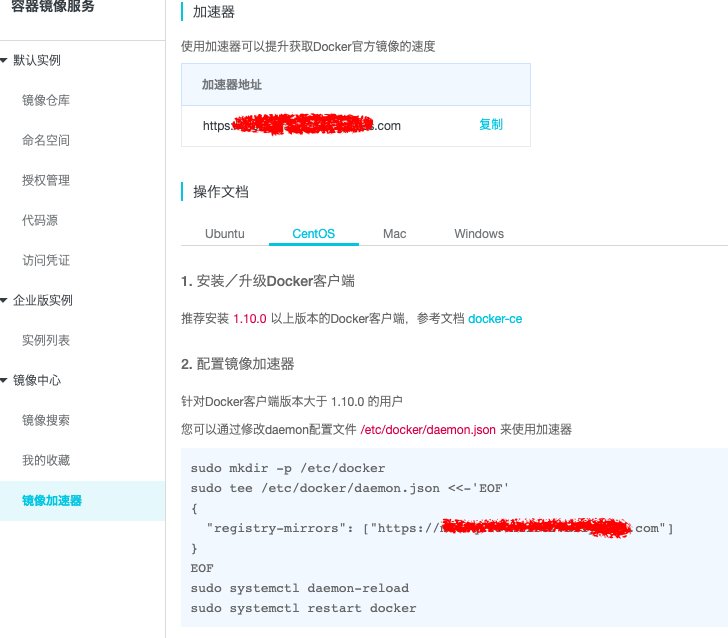 容器镜像服务
默认实例
镜像仓库
命名空间
授权管理
代码源
访问凭证
企业版实例
实例列表
镜像中心
镜像搜索
我的收藏
镜像加速器
加速器
使用加速器可以提升获取Docker官方镜像的速度
加速器地址
https: .com 复制
操作文档
Ubuntu CentOS Mac Windows
1. 安装／升级Docker客户端
推荐安装 1.10.0 以上版本的Docker客户端，参考文档 docker-ce
2. 配置镜像加速器
针对Docker客户端版本大于 1.10.0 的用户
您可以通过修改daemon配置文件 /etc/docker/daemon.json 来使用加速器
sudo mkdir -p /etc/docker
sudo tee /etc/docker/daemon.json <<-'EOF'
{
"registry-mirrors": ["https:// .com"]
}
EOF
sudo systemctl daemon-reload
sudo systemctl restart docker